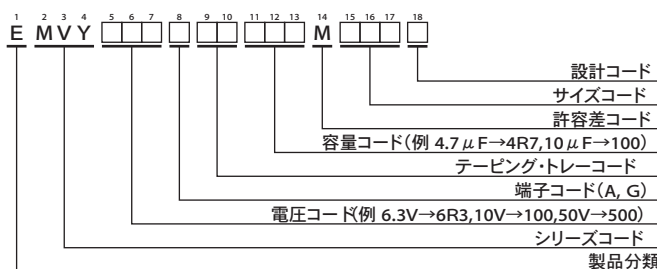 1 2 3 4 5 6 7 8 9 10 11 12 13 14 15 16 17 18
E MVY □□□ □ □□ □□□ M □□□ □
設計コード
サイズコード
許容差コード
容量コード(例 4.7μF→4R7,10μF→100)
テーピング・トレーコード
端子コード(A, G)
電圧コード(例 6.3V→6R3,10V→100,50V→500)
シリーズコード
製品分類